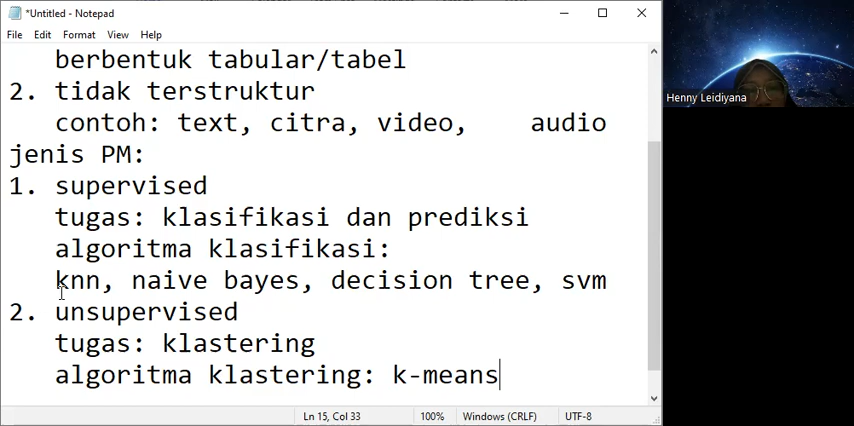 *Untitled - Notepad
File Edit Format View Help
berbentuk tabular/tabel
2. tidak terstruktur
contoh: text, citra, video, audio
jenis PM:
1. supervised
tugas: klasifikasi dan prediksi
algoritma klasifikasi:
knn, naive bayes, decision tree, svm
2. unsupervised
tugas: klastering
algoritma klastering: k-means
Ln 15, Col 33 100% Windows (CRLF) UTF-8
Henny Leidiyana